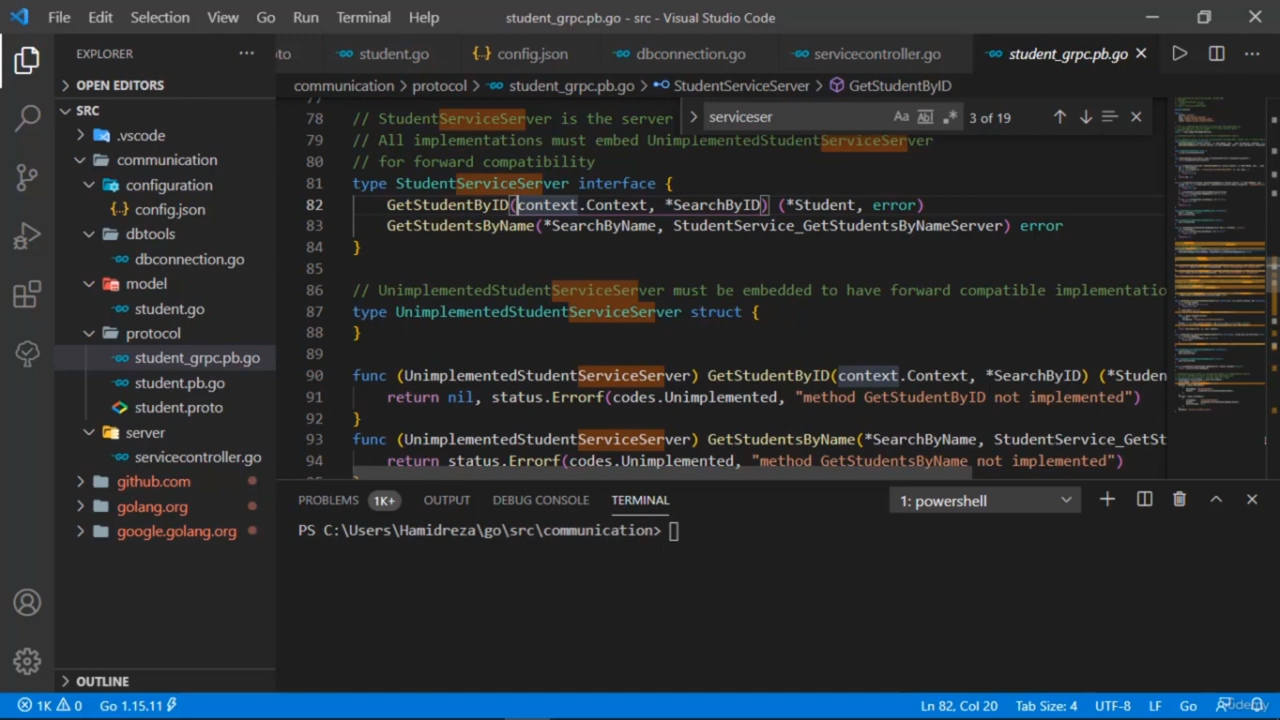 File Edit Selection View Go Run Terminal Help student_grpc.pb.go - src - Visual Studio Code
EXPLORER
oto student.go config.json dbconnection.go servicecontroller.go student_grpc.pb.go
OPEN EDITORS
SRC
.vscode
communication
configuration
config.json
dbtools
dbconnection.go
model
student.go
protocol
student_grpc.pb.go
student.pb.go
student.proto
server
servicecontroller.go
github.com
golang.org
google.golang.org
OUTLINE
communication > protocol > student_grpc.pb.go > StudentServiceServer > GetStudentByID
serviceser Aa Ab 3 of 19
78 // StudentServiceServer is the server
79 // All implementations must embed UnimplementedStudentServiceServer
80 // for forward compatibility
81 type StudentServiceServer interface {
82 GetStudentByID(context.Context, *SearchByID) (*Student, error)
83 GetStudentsByName(*SearchByName, StudentService_GetStudentsByNameServer) error
84 }
85
86 // UnimplementedStudentServiceServer must be embedded to have forward compatible implementatio
87 type UnimplementedStudentServiceServer struct {
88 }
89
90 func (UnimplementedStudentServiceServer) GetStudentByID(context.Context, *SearchByID) (*Student
91 return nil, status.Errorf(codes.Unimplemented, "method GetStudentByID not implemented")
92 }
93 func (UnimplementedStudentServiceServer) GetStudentsByName(*SearchByName, StudentService_GetSt
94 return status.Errorf(codes.Unimplemented, "method GetStudentsByName not implemented")
PROBLEMS 1K+ OUTPUT DEBUG CONSOLE TERMINAL 1: powershell
PS C:\Users\Hamidreza\go\src\communication>
1K 0 Go 1.15.11 Ln 82, Col 20 Tab Size: 4 UTF-8 LF Go
Udemy